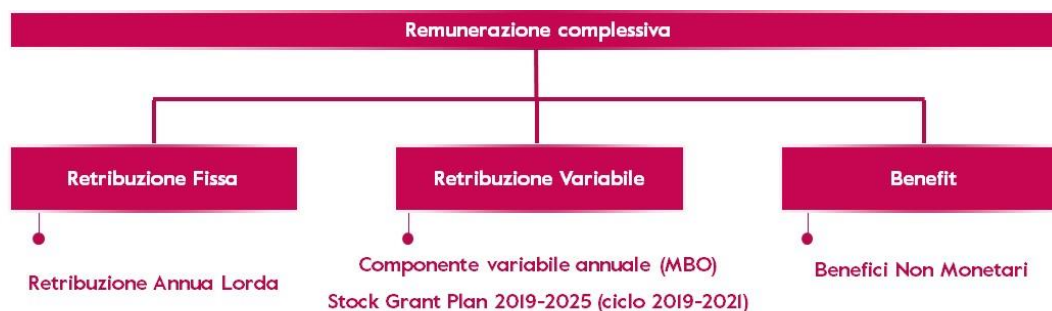 Remunerazione complessiva
Retribuzione Fissa
Retribuzione Variabile
Benefit
Retribuzione Annua Lorda
Componente variabile annuale (MBO)
Stock Grant Plan 2019-2025 (ciclo 2019-2021)
Benefici Non Monetari